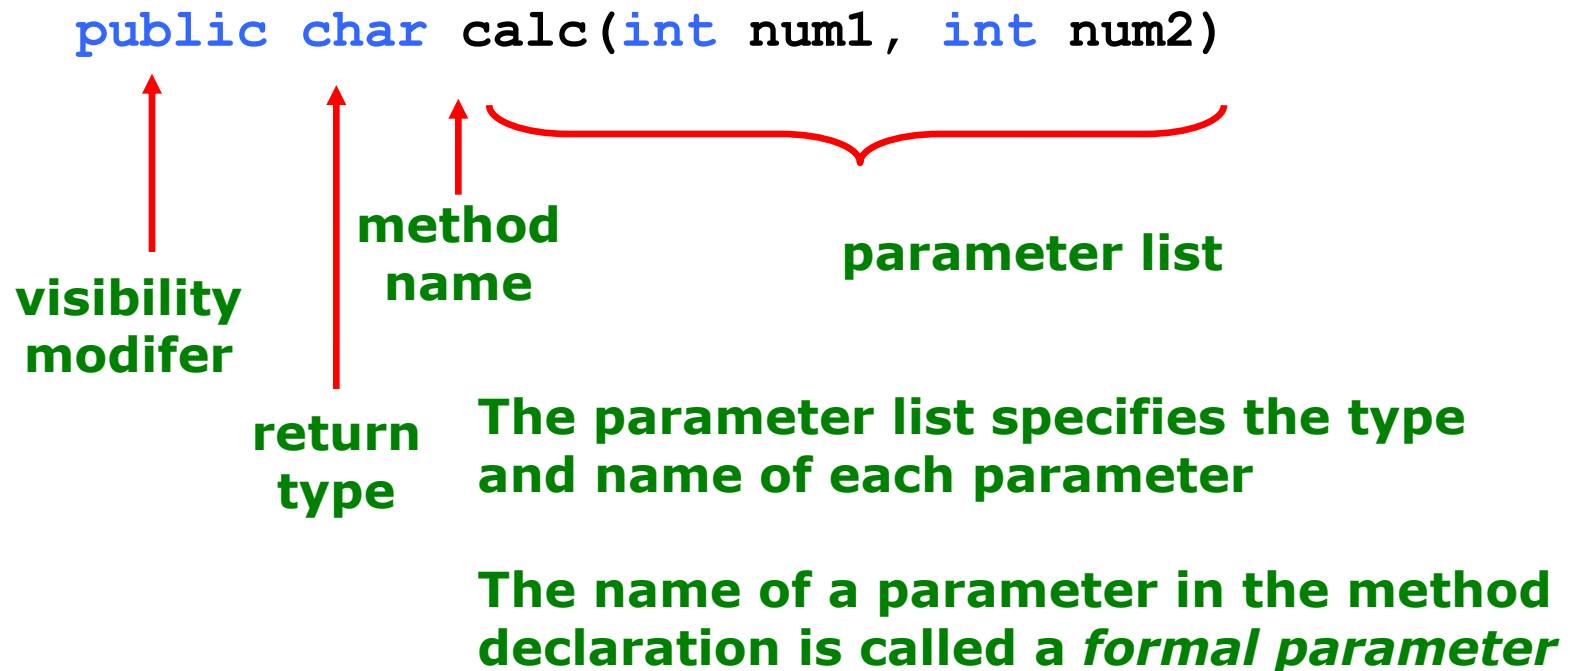 public char calc(int num1, int num2)
method
name
parameter list
visibility
modifer
return
type
The parameter list specifies the type
and name of each parameter
The name of a parameter in the method
declaration is called a formal parameter